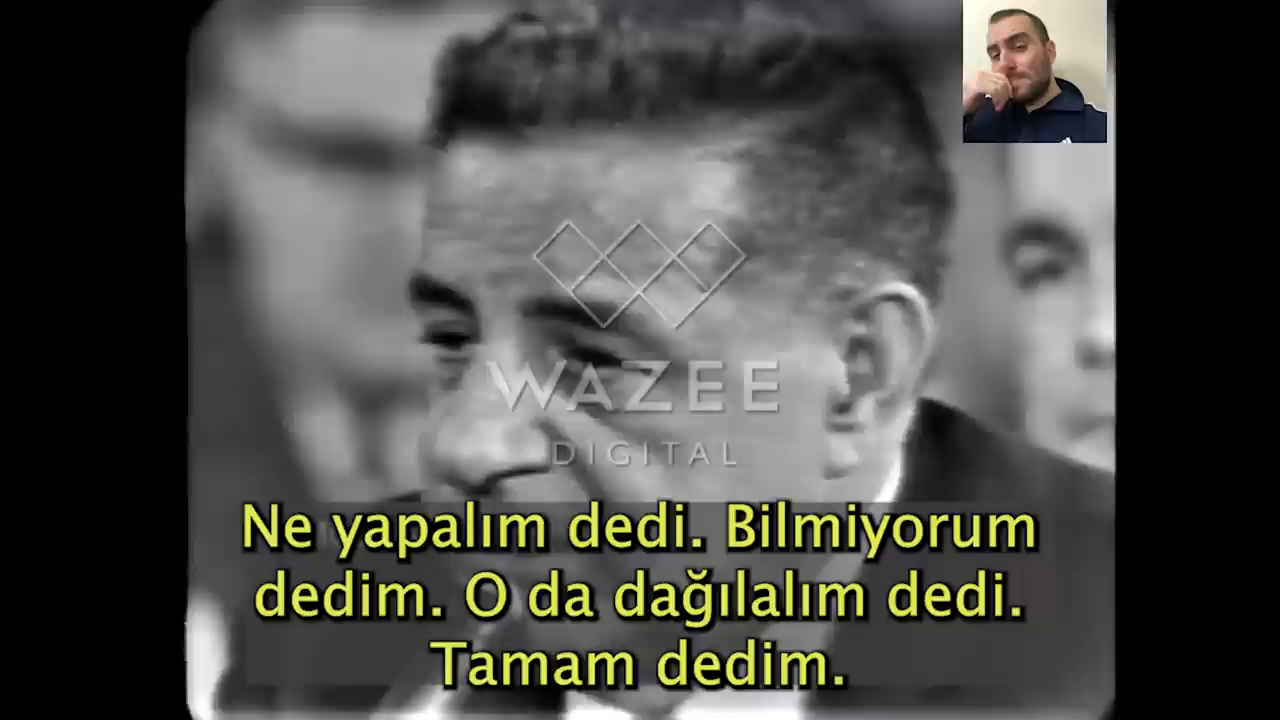 WAZEE
DIGITAL
Ne yapalım dedi. Bilmiyorum
dedim. O da dağılalım dedi.
Tamam dedim.